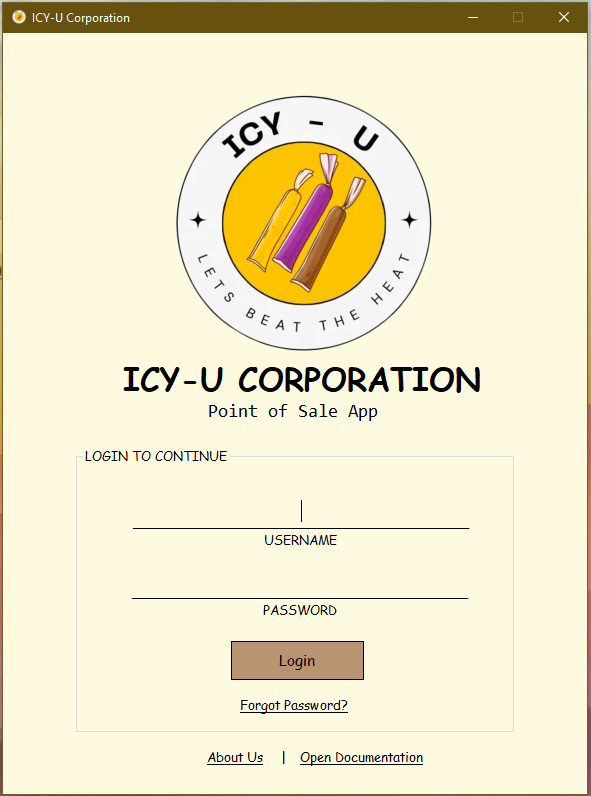 ICY-U Corporation
ICY - U
LETS BEAT THE HEAT
ICY-U CORPORATION
Point of Sale App
LOGIN TO CONTINUE
USERNAME
PASSWORD
Login
Forgot Password?
About Us | Open Documentation